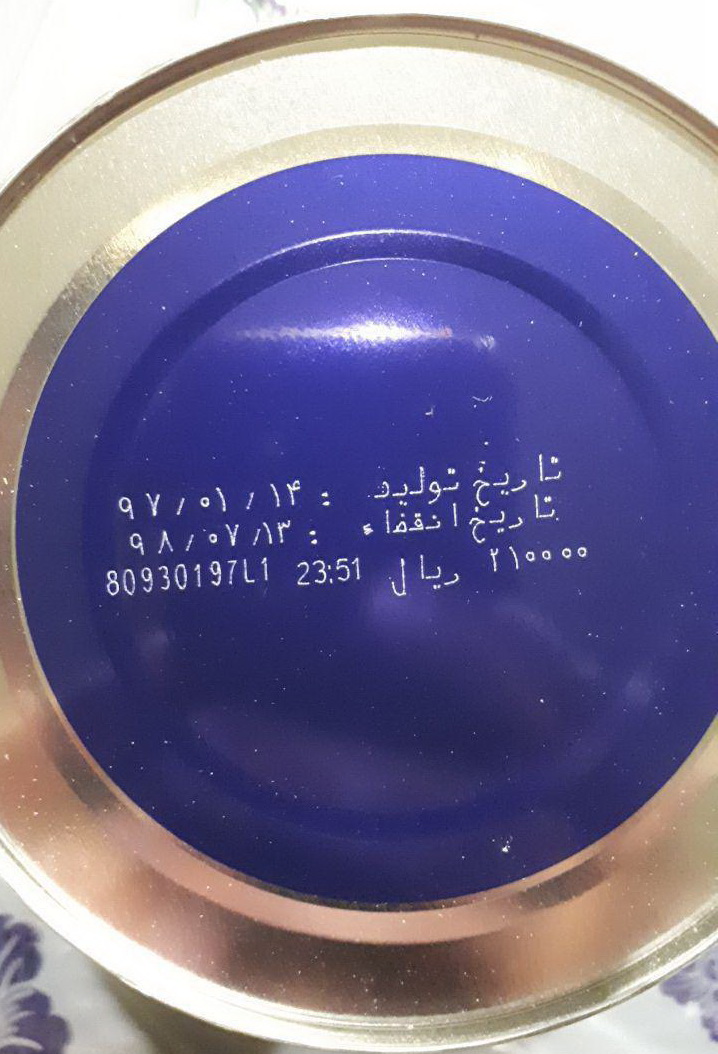 تاریخ تولید : ۹۷/۰۱/۱۴
تاریخ انقضاء : ۹۸/۰۷/۱۳
۲۱۰۰۰۰ ریال 23:51 80930197L1